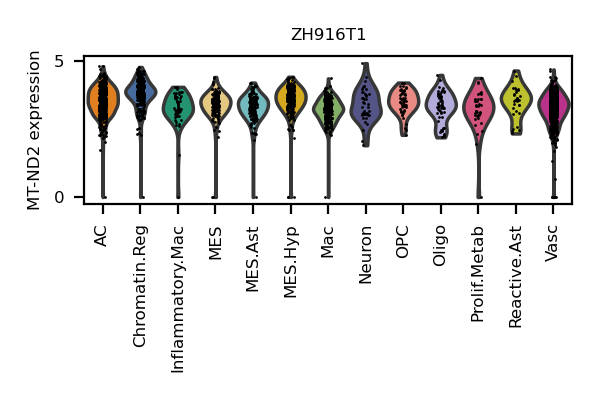 ZH916T1
MT-ND2 expression
5
0
AC
Chromatin.Reg
Inflammatory.Mac
MES
MES.Ast
MES.Hyp
Mac
Neuron
OPC
Oligo
Prolif.Metab
Reactive.Ast
Vasc